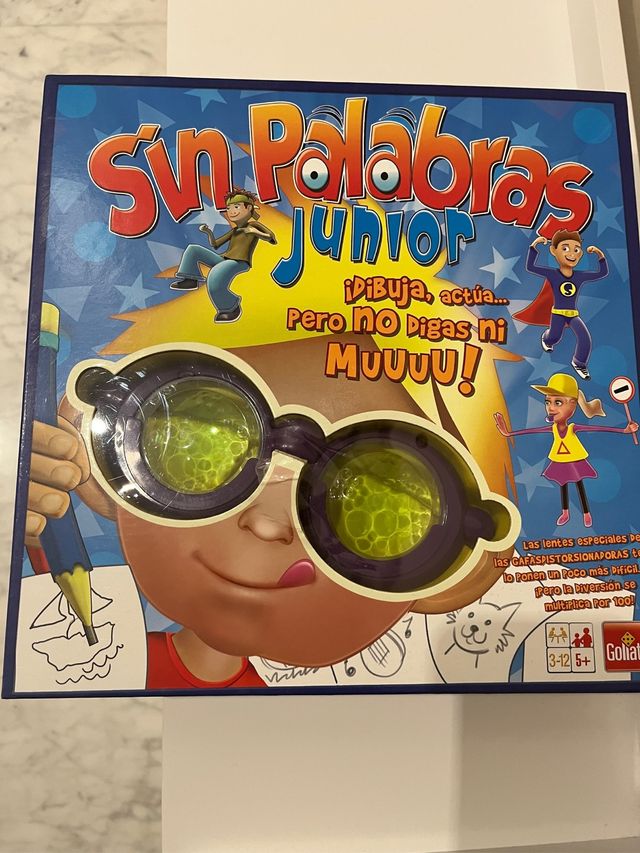 Sin Palabras
junior
¡Dibuja, actúa...
Pero no digas ni
Muuuu!
Las lentes especiales de
las GAFASDISTORSIONADORAS te
lo ponen un poco más difícil.
¡Pero la diversión se
multiplica por 100!
3-12 5+
Goliat